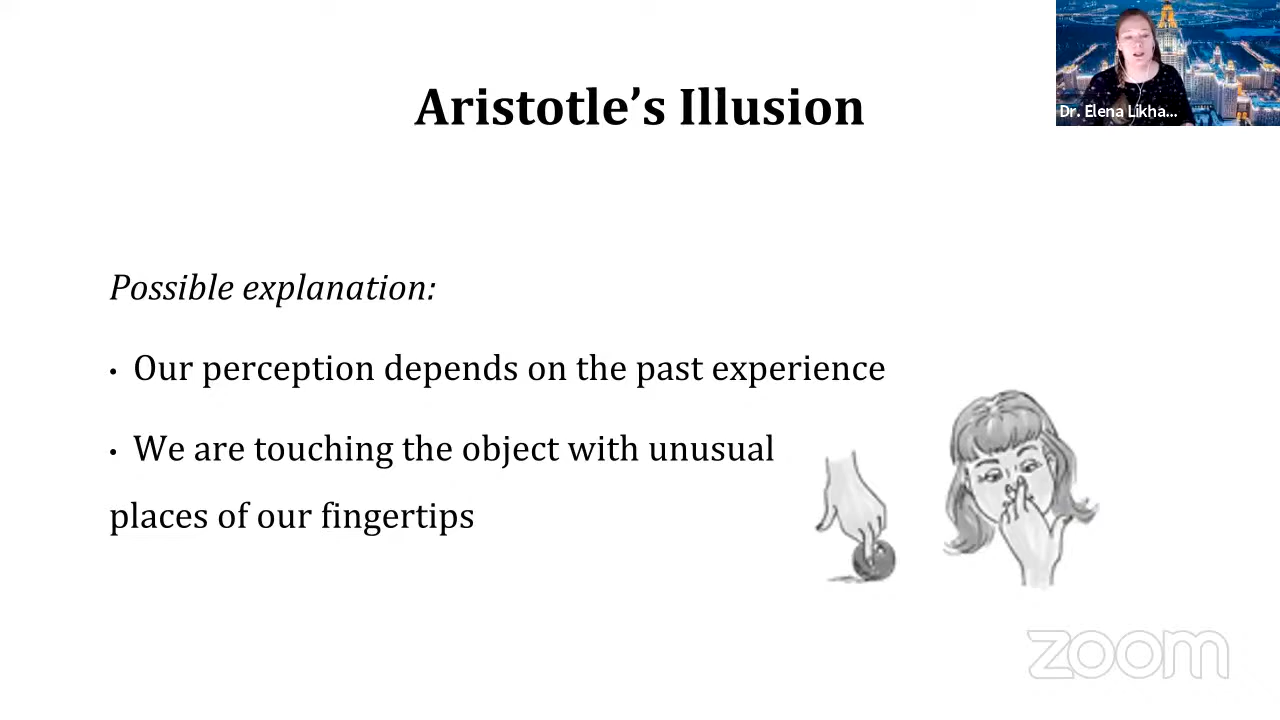 Aristotle’s Illusion
Dr. Elena Likha...
Possible explanation:
• Our perception depends on the past experience
• We are touching the object with unusual
places of our fingertips
zoom